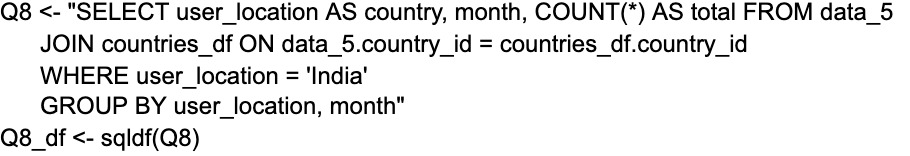 Q8 <- "SELECT user_location AS country, month, COUNT(*) AS total FROM data_5
JOIN countries_df ON data_5.country_id = countries_df.country_id
WHERE user_location = 'India'
GROUP BY user_location, month"
Q8_df <- sqldf(Q8)